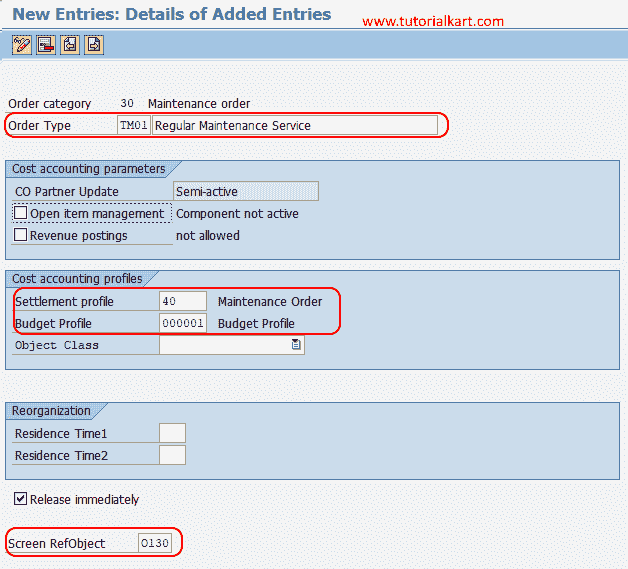 New Entries: Details of Added Entries
www.tutorialkart.com
Order category 30 Maintenance order
Order Type TM01 Regular Maintenance Service
Cost accounting parameters
CO Partner Update Semi-active
Open item management Component not active
Revenue postings not allowed
Cost accounting profiles
Settlement profile 40 Maintenance Order
Budget Profile 000001 Budget Profile
Object Class
Reorganization
Residence Time1
Residence Time2
Release immediately
Screen RefObject O130